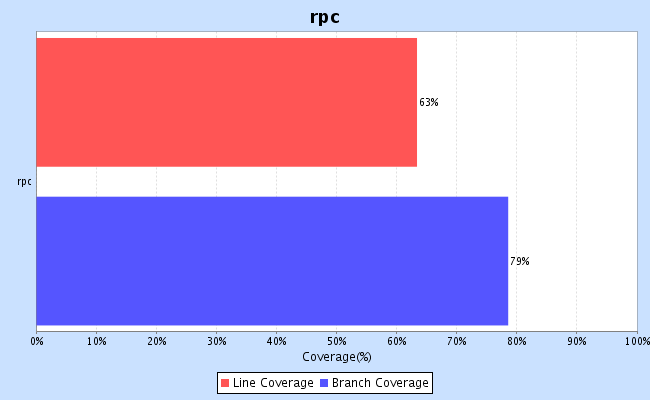 rpc
63%
rpc
79%
0% 10% 20% 30% 40% 50% 60% 70% 80% 90% 100%
Coverage(%)
Line Coverage Branch Coverage